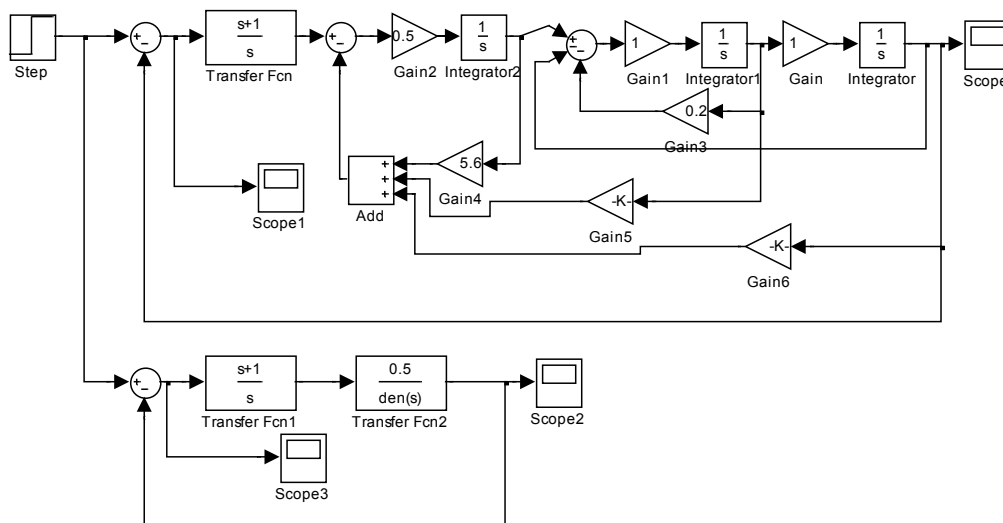 Step
+
−
s+1
s
Transfer Fcn
+
−
0.5
Gain2
1
s
Integrator2
+
−
−
1
Gain1
1
s
Integrator1
1
Gain
1
s
Integrator
Scope
0.2
Gain3
5.6
Gain4
+
+
+
Add
Scope1
-K-
Gain5
-K-
Gain6
+
−
s+1
s
Transfer Fcn1
0.5
den(s)
Transfer Fcn2
Scope2
Scope3